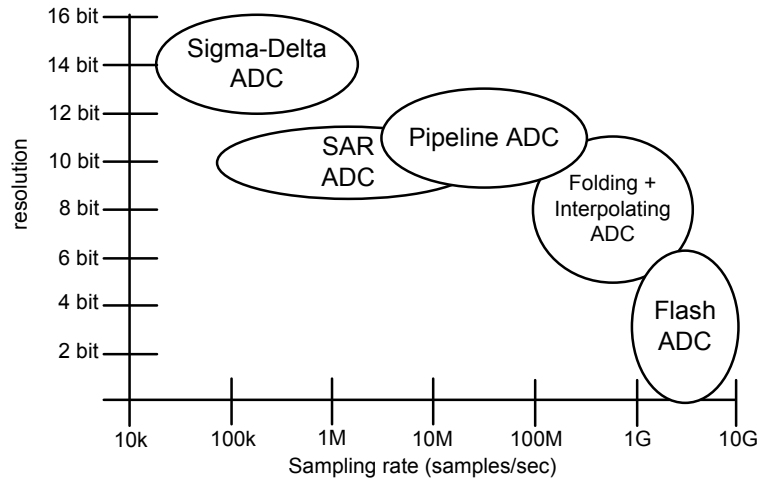 16 bit
14 bit
12 bit
10 bit
8 bit
6 bit
4 bit
2 bit
resolution
Sigma-Delta
ADC
SAR
ADC
Pipeline ADC
Folding +
Interpolating
ADC
Flash
ADC
10k
100k
1M
10M
100M
1G
10G
Sampling rate (samples/sec)